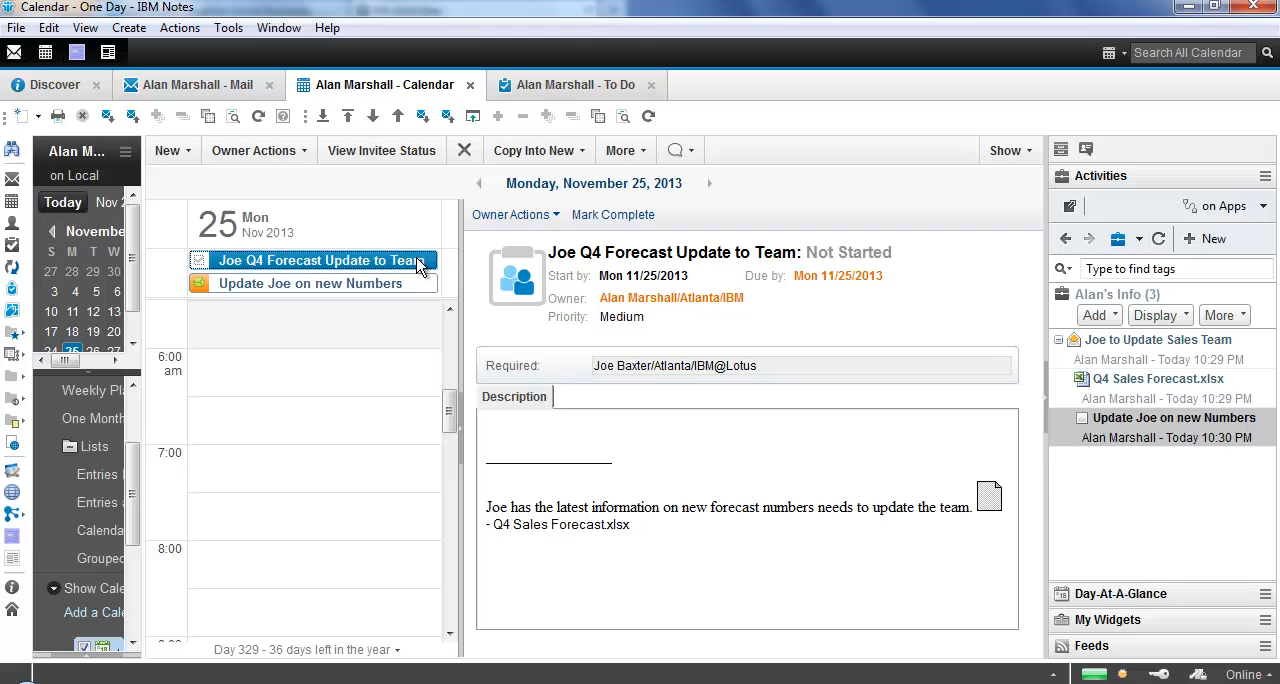 Calendar - One Day - IBM Notes
File Edit View Create Actions Tools Window Help
Search All Calendar
Discover
Alan Marshall - Mail
Alan Marshall - Calendar
Alan Marshall - To Do
Alan M...
on Local
Today Nov 2
Novembe
S M T W
27 28 29 30
3 4 5 6
10 11 12 13
17 18 19 20
24 25 26 27
Weekly Pla
One Month
Lists
Entries
Entries a
Calenda
Grouped
Show Cale
Add a Cale
New Owner Actions View Invitee Status Copy Into New More Show
Monday, November 25, 2013
25 Mon
Nov 2013
Joe Q4 Forecast Update to Team
Update Joe on new Numbers
6:00
am
7:00
8:00
Day 329 - 36 days left in the year
Owner Actions Mark Complete
Joe Q4 Forecast Update to Team: Not Started
Start by: Mon 11/25/2013 Due by: Mon 11/25/2013
Owner: Alan Marshall/Atlanta/IBM
Priority: Medium
Required: Joe Baxter/Atlanta/IBM@Lotus
Description
Joe has the latest information on new forecast numbers needs to update the team.
- Q4 Sales Forecast.xlsx
Activities
on Apps
New
Type to find tags
Alan's Info (3)
Add Display More
Joe to Update Sales Team
Alan Marshall - Today 10:29 PM
Q4 Sales Forecast.xlsx
Alan Marshall - Today 10:29 PM
Update Joe on new Numbers
Alan Marshall - Today 10:30 PM
Day-At-A-Glance
My Widgets
Feeds
Online